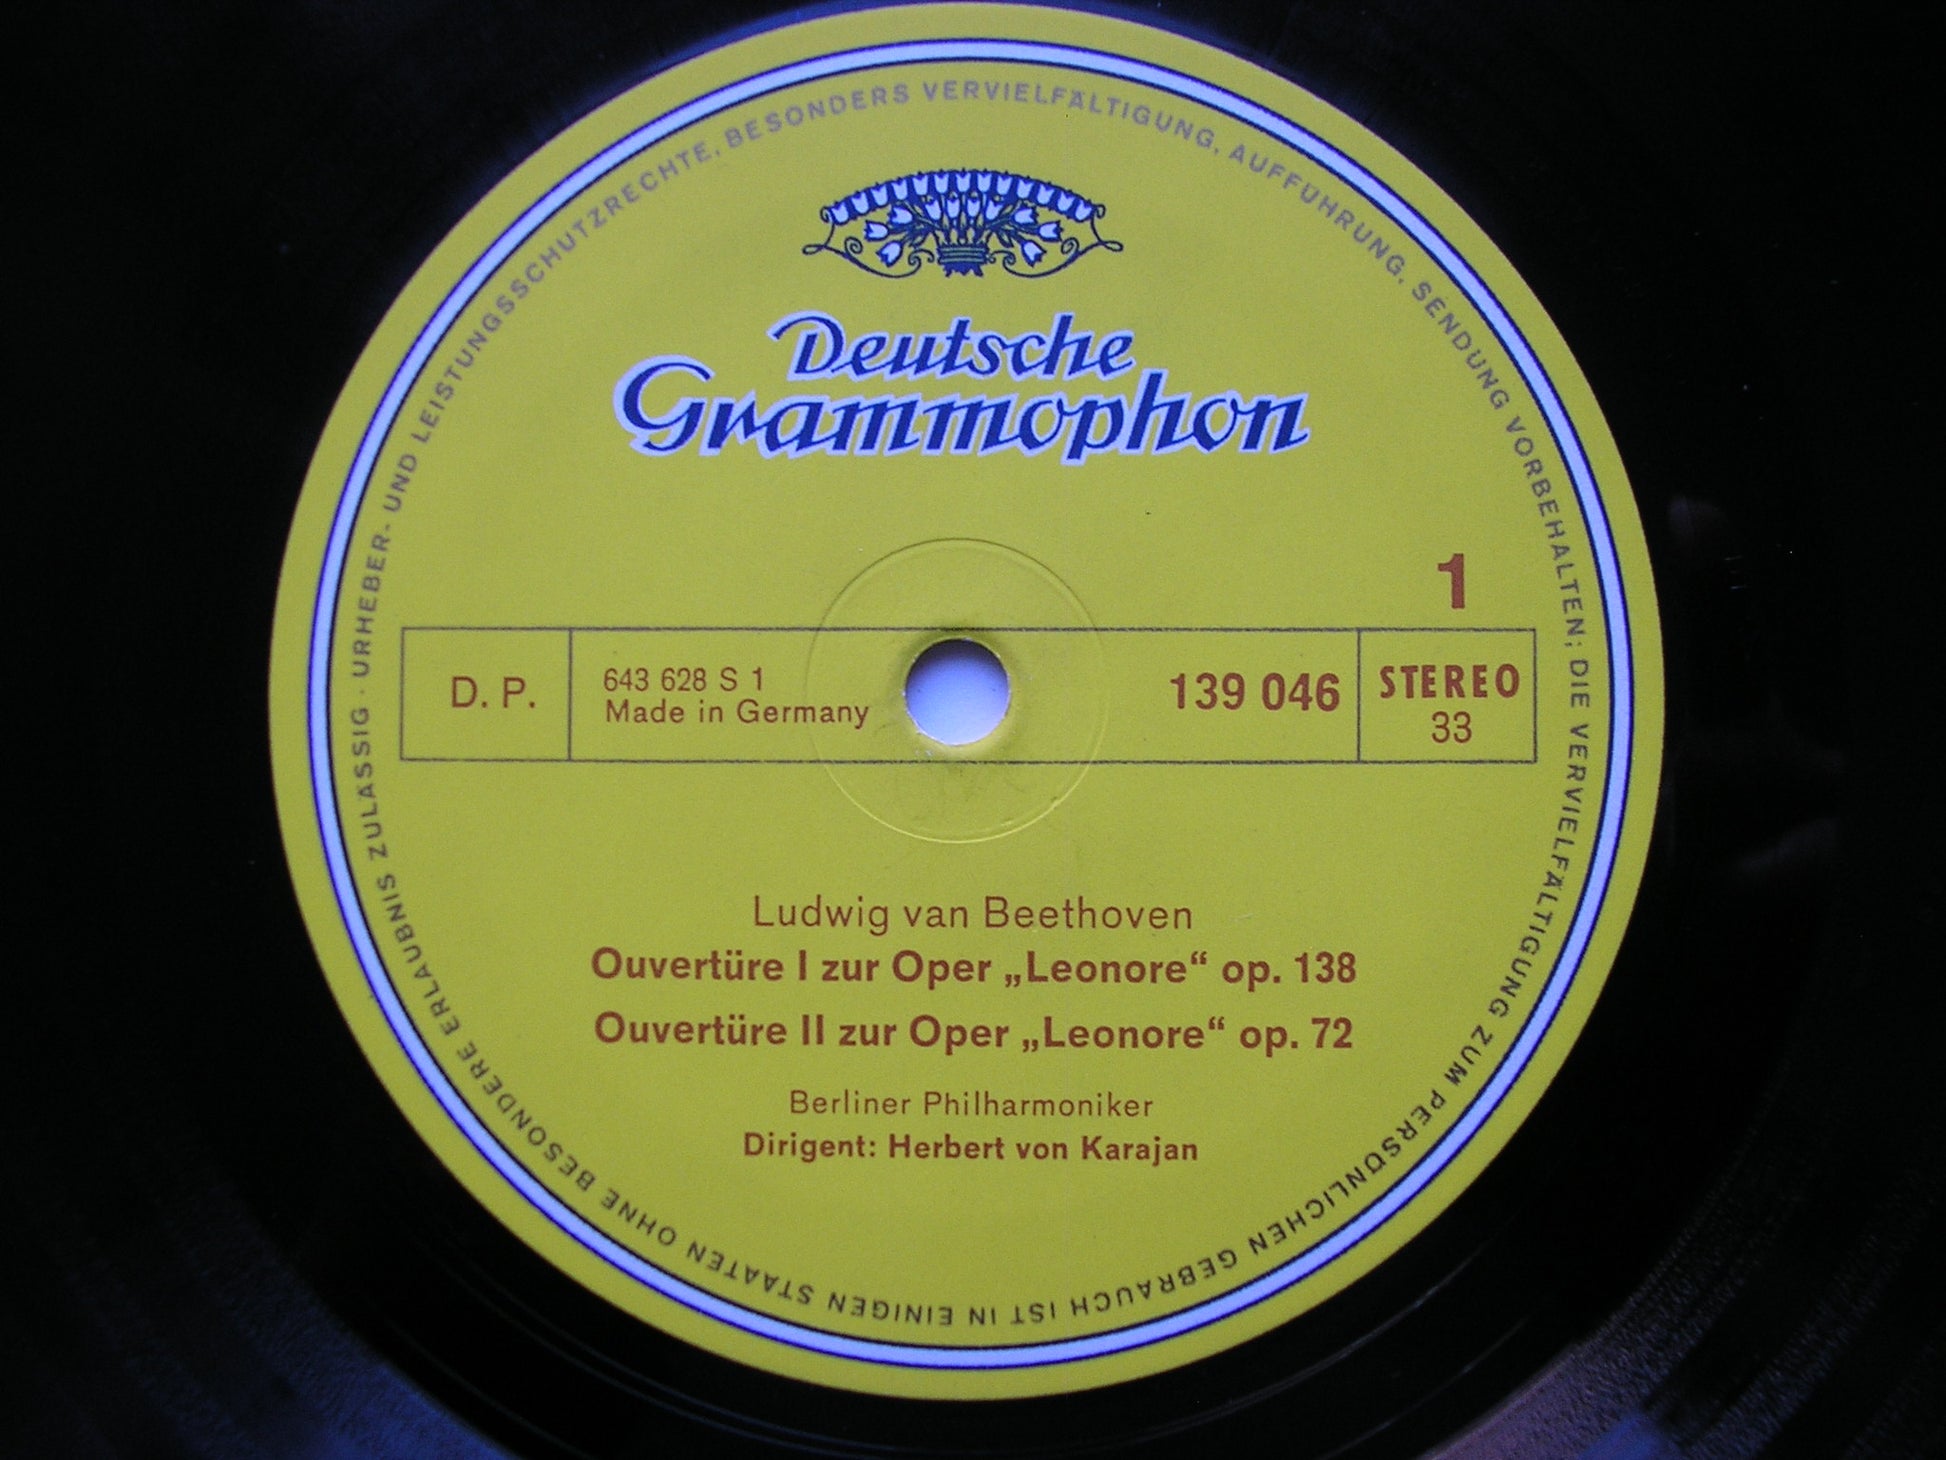 URHEBER- UND LEISTUNGSSCHUTZRECHTE, BESONDERS VERVIELFÄLTIGUNG, AUFFÜHRUNG, SENDUNG VORBEHALTEN; DIE VERVIELFÄLTIGUNG ZUM PERSÖNLICHEN GEBRAUCH IST IN EINIGEN STAATEN OHNE BESONDERE ERLAUBNIS ZULÄSSIG ·
Deutsche
Grammophon
1
D. P.
643 628 S 1
Made in Germany
139 046
STEREO
33
Ludwig van Beethoven
Ouvertüre I zur Oper „Leonore“ op. 138
Ouvertüre II zur Oper „Leonore“ op. 72
Berliner Philharmoniker
Dirigent: Herbert von Karajan